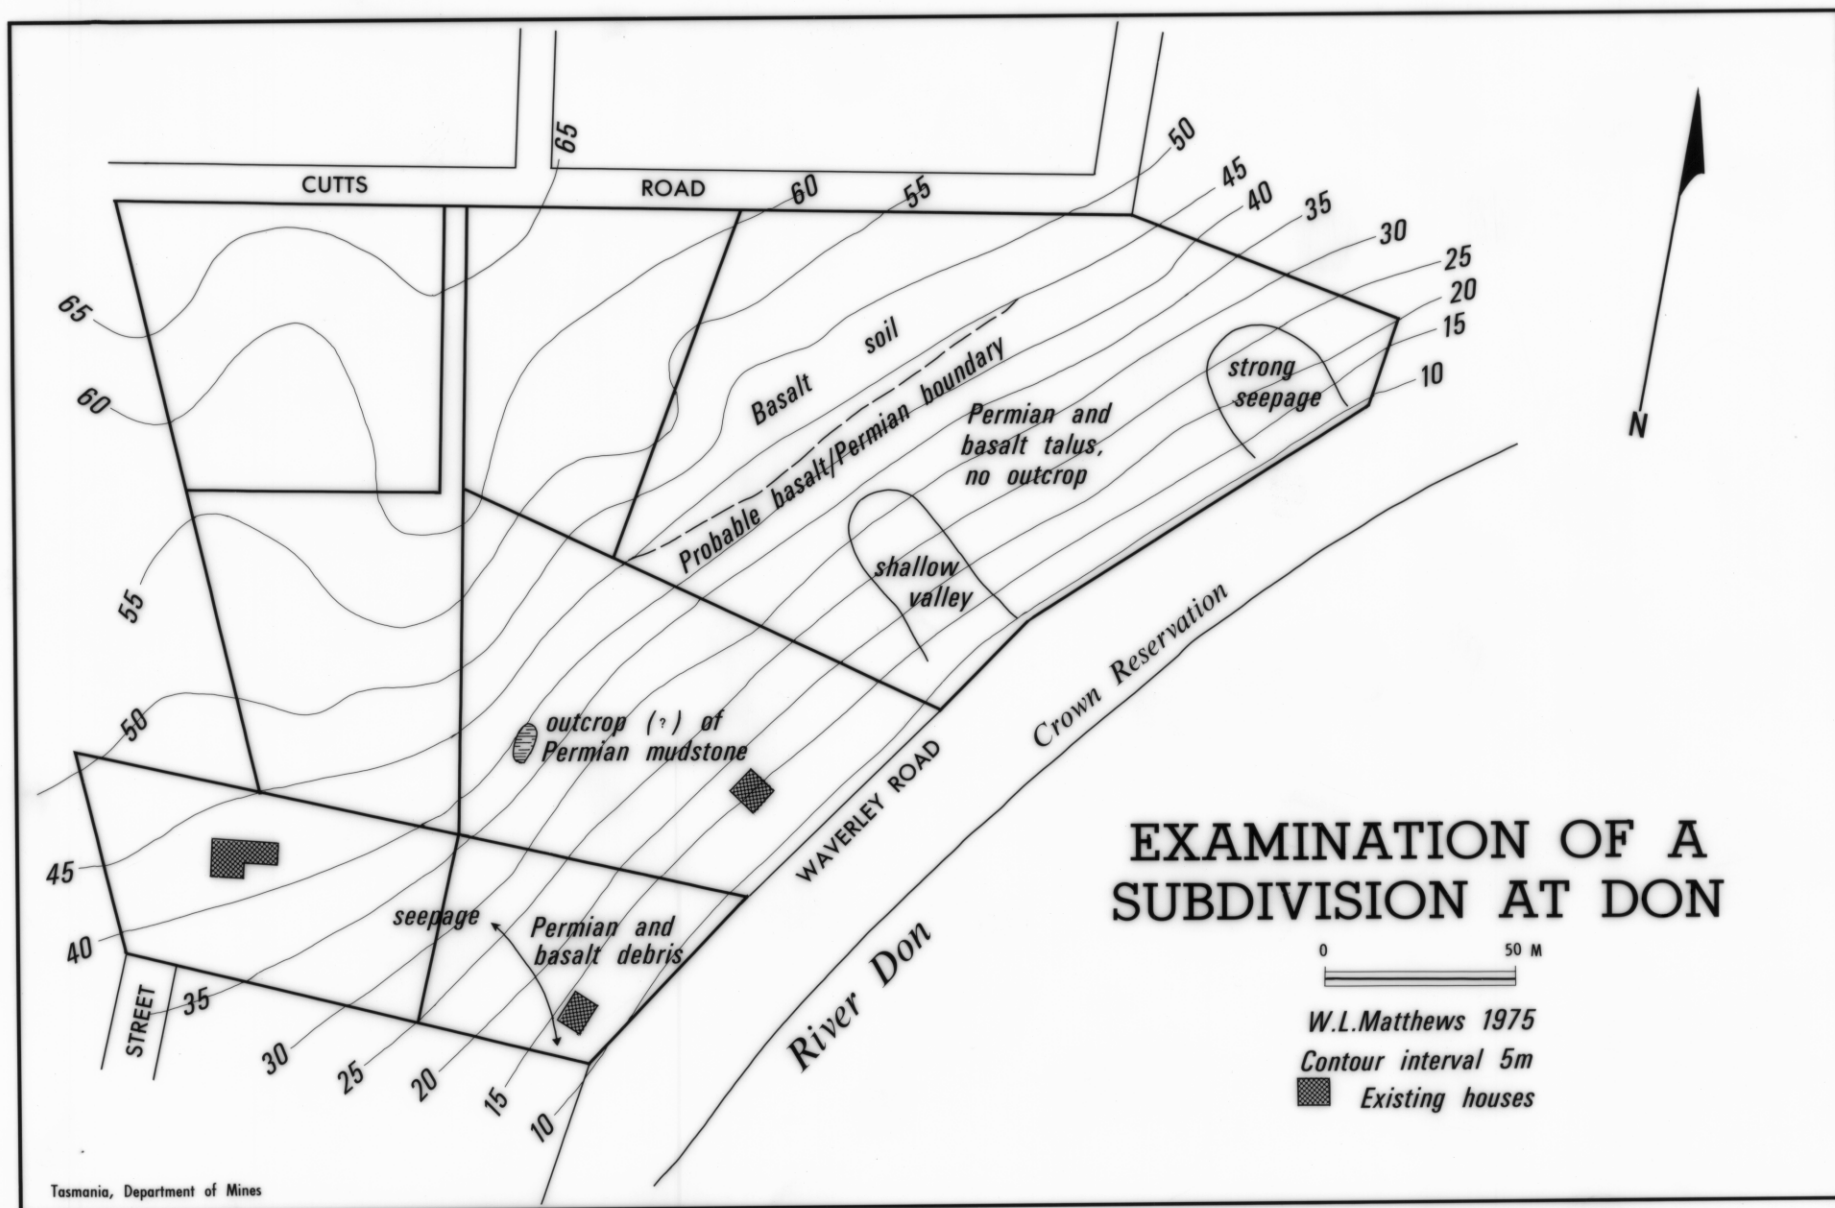 65
50
CUTTS ROAD
60
55
45
40
35
30
25
20
15
10
65
60
Basalt soil
Probable basalt/Permian boundary
Permian and
basalt talus,
no outcrop
strong
seepage
shallow
valley
N
55
50
outcrop (?) of
Permian mudstone
Crown Reservation
WAVERLEY ROAD
River Don
45
40
seepage
Permian and
basalt debris
STREET
35
30
25
20
15
10
EXAMINATION OF A
SUBDIVISION AT DON
0 50 M
W.L.Matthews 1975
Contour interval 5m
Existing houses
Tasmania, Department of Mines